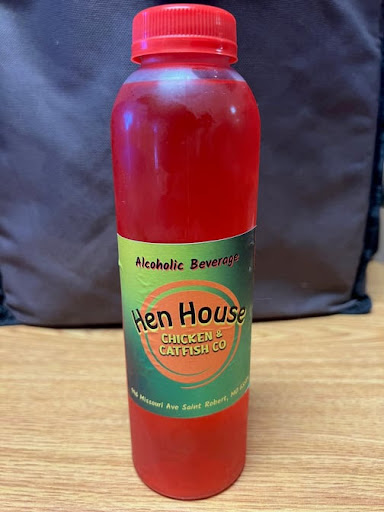 Alcoholic Beverage
Hen House
CHICKEN &
CATFISH CO
Missouri Ave Saint Robert, MO